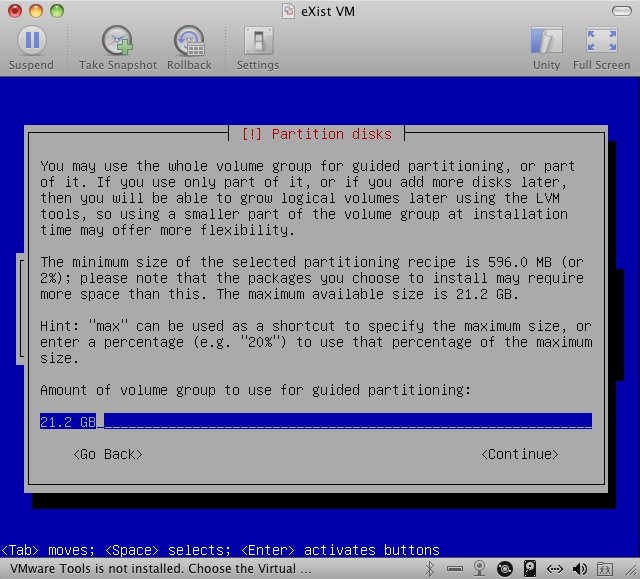 eXist VM
Suspend
Take Snapshot
Rollback
Settings
Unity
Full Screen
[!] Partition disks
You may use the whole volume group for guided partitioning, or part
of it. If you use only part of it, or if you add more disks later,
then you will be able to grow logical volumes later using the LVM
tools, so using a smaller part of the volume group at installation
time may offer more flexibility.
The minimum size of the selected partitioning recipe is 596.0 MB (or
2%); please note that the packages you choose to install may require
more space than this. The maximum available size is 21.2 GB.
Hint: "max" can be used as a shortcut to specify the maximum size, or
enter a percentage (e.g. "20%") to use that percentage of the maximum
size.
Amount of volume group to use for guided partitioning:
21.2 GB
<Go Back>
<Continue>
<Tab> moves; <Space> selects; <Enter> activates buttons
VMware Tools is not installed. Choose the Virtual ...